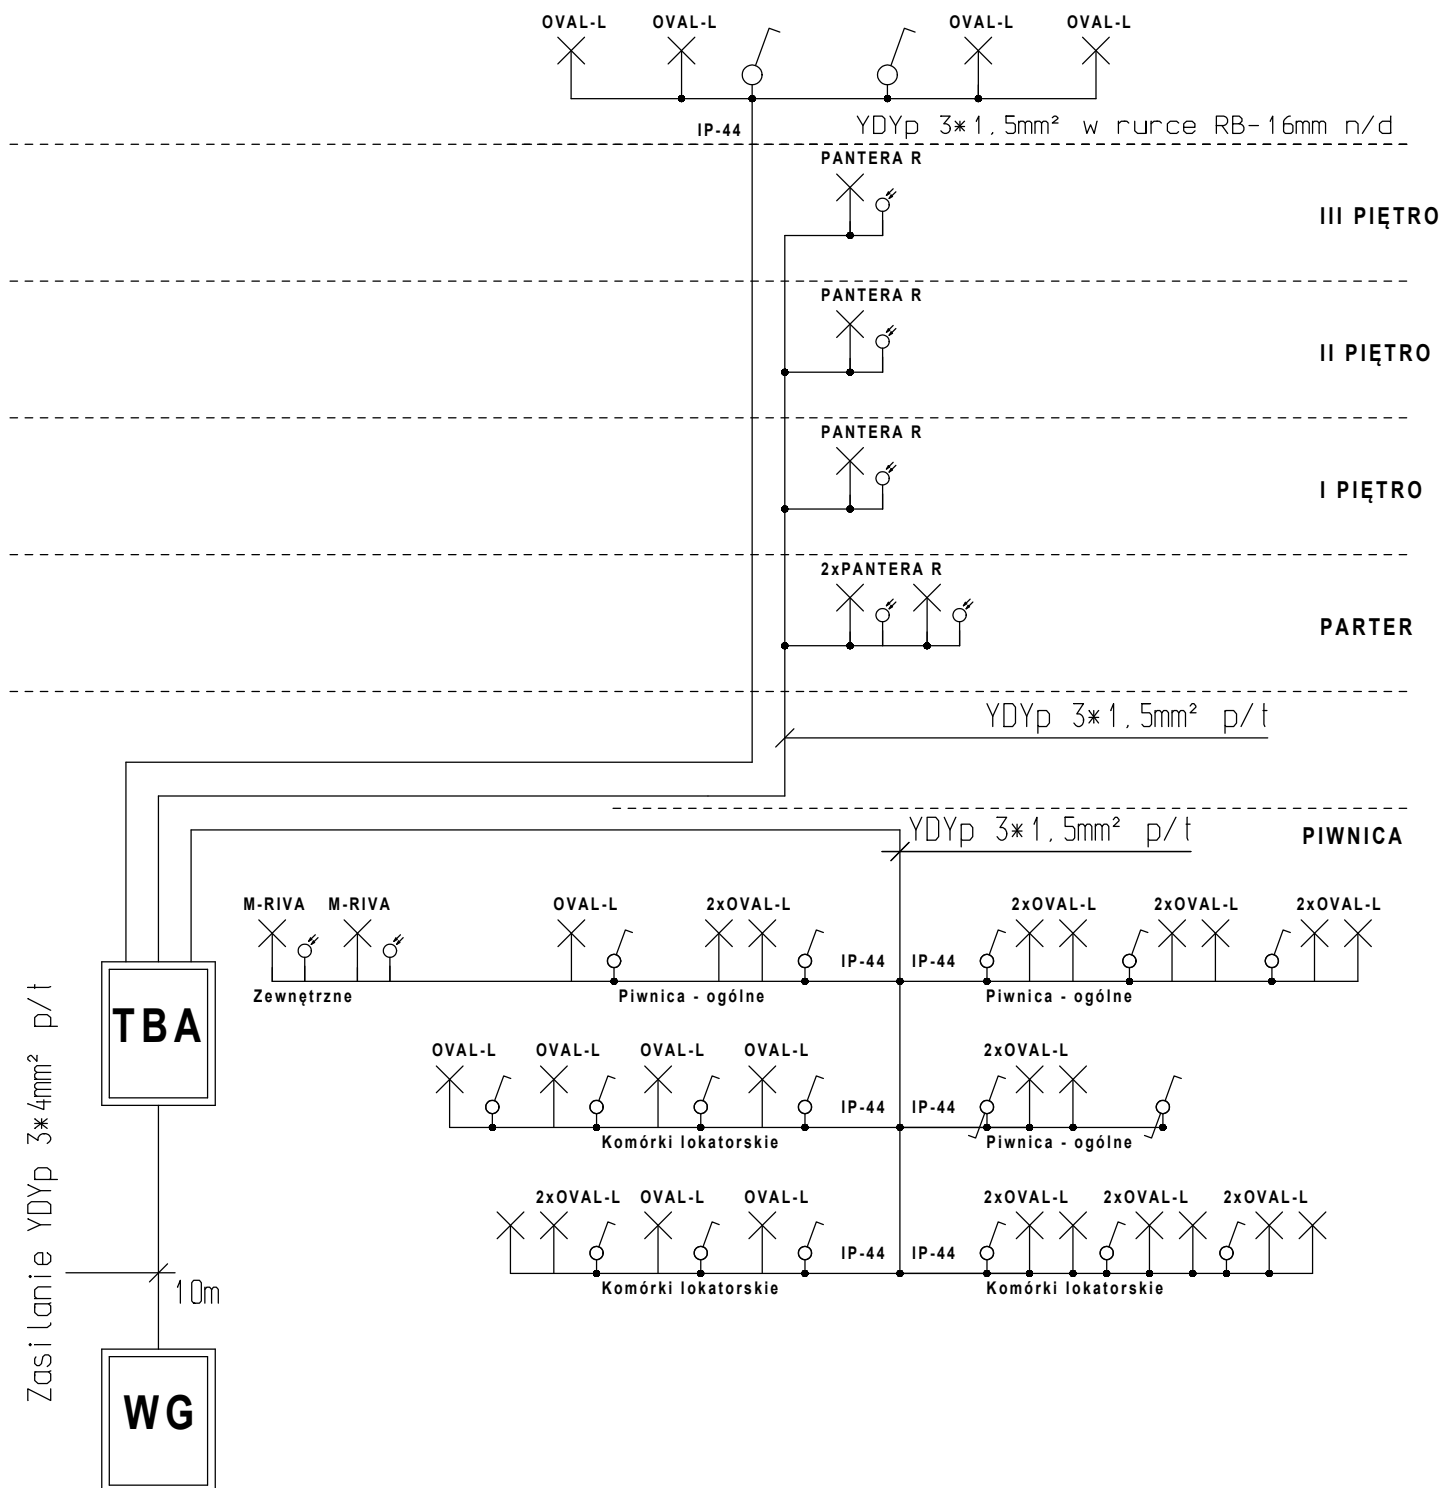 OVAL-L OVAL-L OVAL-L OVAL-L
IP-44 YDYp 3*1,5mm² w rurce RB-16mm n/d
PANTERA R
III PIĘTRO
PANTERA R
II PIĘTRO
PANTERA R
I PIĘTRO
2xPANTERA R
PARTER
YDYp 3*1,5mm² p/t
YDYp 3*1,5mm² p/t
PIWNICA
M-RIVA M-RIVA OVAL-L 2xOVAL-L 2xOVAL-L 2xOVAL-L 2xOVAL-L
IP-44 IP-44
Zewnętrzne Piwnica - ogólne Piwnica - ogólne
TBA
OVAL-L OVAL-L OVAL-L OVAL-L 2xOVAL-L
IP-44 IP-44
Komórki lokatorskie Piwnica - ogólne
2xOVAL-L OVAL-L OVAL-L 2xOVAL-L 2xOVAL-L 2xOVAL-L
IP-44 IP-44
Komórki lokatorskie Komórki lokatorskie
Zasilanie YDYp 3*4mm² p/t
10m
WG